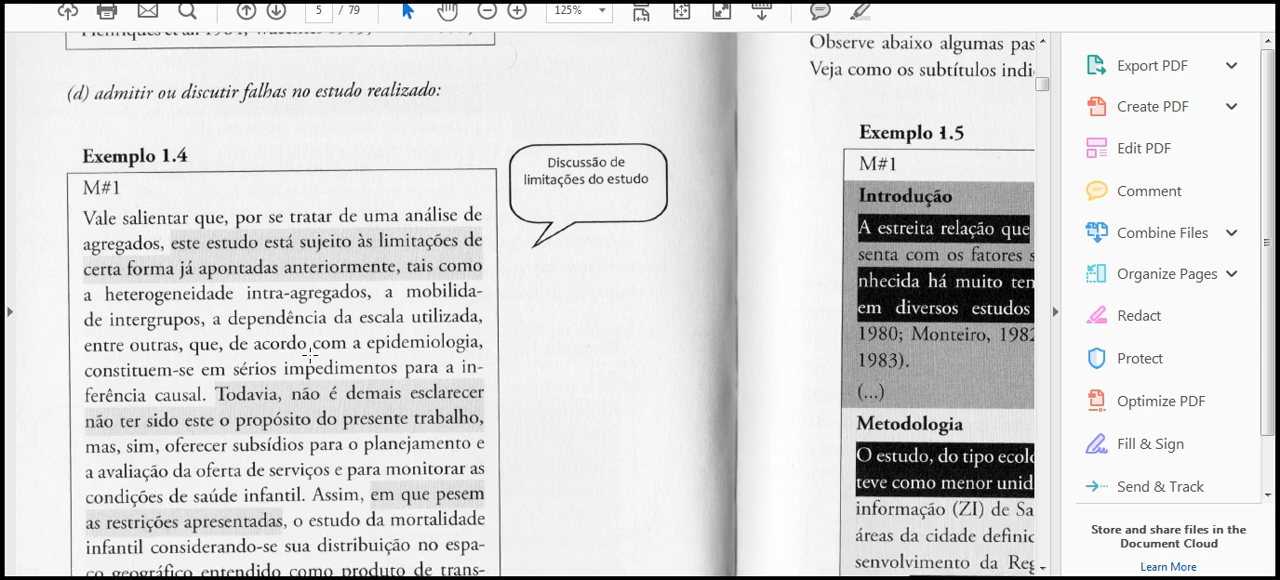 5 / 79
125%
(d) admitir ou discutir falhas no estudo realizado:
Exemplo 1.4
M#1
Vale salientar que, por se tratar de uma análise de
agregados, este estudo está sujeito às limitações de
certa forma já apontadas anteriormente, tais como
a heterogeneidade intra-agregados, a mobilida-
de intergrupos, a dependência da escala utilizada,
entre outras, que, de acordo com a epidemiologia,
constituem-se em sérios impedimentos para a in-
ferência causal. Todavia, não é demais esclarecer
não ter sido este o propósito do presente trabalho,
mas, sim, oferecer subsídios para o planejamento e
a avaliação da oferta de serviços e para monitorar as
condições de saúde infantil. Assim, em que pesem
as restrições apresentadas, o estudo da mortalidade
infantil considerando-se sua distribuição no espa-
ço geográfico entendido como produto de trans-
Discussão de
limitações do estudo
Observe abaixo algumas pas
Veja como os subtítulos indi
Exemplo 1.5
M#1
Introdução
A estreita relação que
senta com os fatores s
nhecida há muito ten
em diversos estudos
1980; Monteiro, 1982
1983).
(...)
Metodologia
O estudo, do tipo ecol
teve como menor unid
informação (ZI) de Sa
áreas da cidade definic
senvolvimento da Reg
Export PDF
Create PDF
Edit PDF
Comment
Combine Files
Organize Pages
Redact
Protect
Optimize PDF
Fill & Sign
Send & Track
Store and share files in the
Document Cloud
Learn More